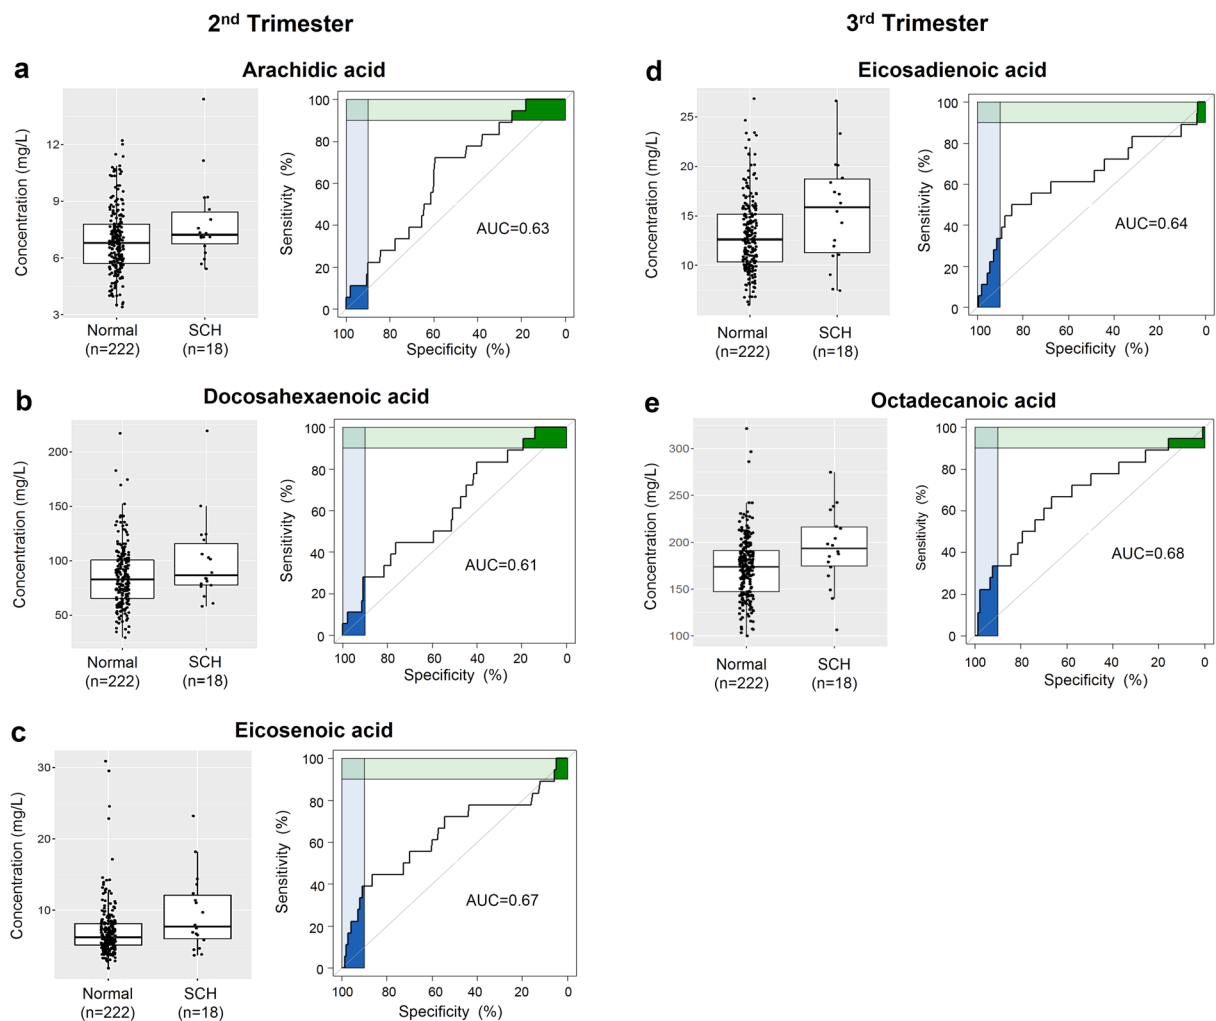 2nd Trimester
3rd Trimester
a
Arachidic acid
Concentration (mg/L)
12
9
6
3
Normal
(n=222)
SCH
(n=18)
Sensitivity (%)
100
80
60
40
20
0
AUC=0.63
100 80 60 40 20 0
Specificity (%)
d
Eicosadienoic acid
Concentration (mg/L)
25
20
15
10
Normal
(n=222)
SCH
(n=18)
Sensitivity (%)
100
80
60
40
20
0
AUC=0.64
100 80 60 40 20 0
Specificity (%)
b
Docosahexaenoic acid
Concentration (mg/L)
200
150
100
50
Normal
(n=222)
SCH
(n=18)
Sensitivity (%)
100
80
60
40
20
0
AUC=0.61
100 80 60 40 20 0
Specificity (%)
e
Octadecanoic acid
Concentration (mg/L)
300
250
200
150
100
Normal
(n=222)
SCH
(n=18)
Sensitivity (%)
100
80
60
40
20
0
AUC=0.68
100 80 60 40 20 0
Specificity (%)
c
Eicosenoic acid
Concentration (mg/L)
30
20
10
Normal
(n=222)
SCH
(n=18)
Sensitivity (%)
100
80
60
40
20
0
AUC=0.67
100 80 60 40 20 0
Specificity (%)